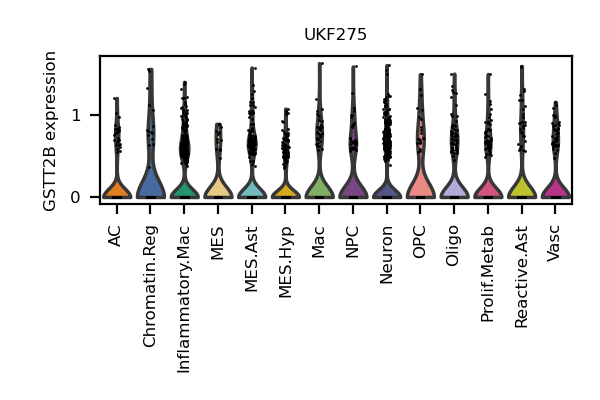 UKF275
GSTT2B expression
1
0
AC
Chromatin.Reg
Inflammatory.Mac
MES
MES.Ast
MES.Hyp
Mac
NPC
Neuron
OPC
Oligo
Prolif.Metab
Reactive.Ast
Vasc